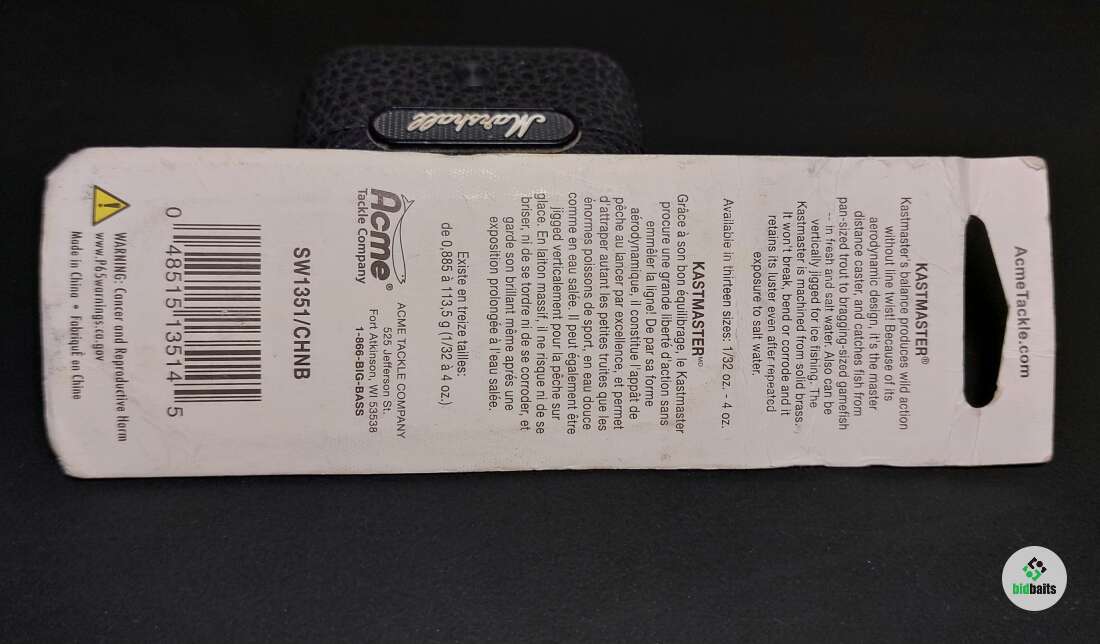 Marshall
AcmeTackle.com
KASTMASTER®
Kastmaster's balance produces wild action
without line twist! Because of its
aerodynamic design, it's the master
distance caster, and catches fish from
pan-sized trout to bragging-sized gamefish
-- in fresh and salt water. Also can be
vertically jigged for ice fishing. The
Kastmaster is machined from solid brass.
It won't break, bend or corrode and it
retains its luster even after repeated
exposure to salt water.
Available in thirteen sizes: 1/32 oz. - 4 oz.
KASTMASTER
Grâce à son bon équilibrage, le Kastmaster
procure une grande liberté d'action sans
emmêler la ligne! De par sa forme
aérodynamique, il constitue l'appât de
pêche au lancer par excellence, et permet
d'attraper autant les petites truites que les
énormes poissons de sport, en eau douce
comme en eau salée. Il peut également être
jigged verticalement pour la pêche sur
glace. En laiton massif, il ne risque ni de se
briser, ni de se tordre ni de se corroder, et
garde son brillant même après une
exposition prolongée à l'eau salée.
Existe en treize tailles:
de 0,885 à 113,5 g (1/32 à 4 oz.)
Acme®
Tackle Company
ACME TACKLE COMPANY
525 Jefferson St.
Fort Atkinson, WI 53538
1-866-BIG-BASS
SW1351/CHNB
0 48515 13514 5
WARNING: Cancer and Reproductive Harm
www.P65warnings.ca.gov
Made in China • Fabriqué en Chine
bidbaits